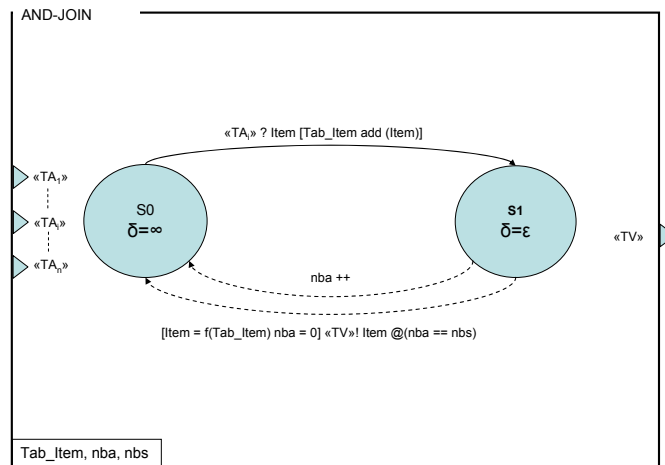 AND-JOIN
«TAᵢ» ? Item [Tab_Item add (Item)]
«TA₁»
«TAᵢ»
«TAₙ»
S0
δ=∞
S1
δ=ε
«TV»
nba ++
[Item = f(Tab_Item) nba = 0] «TV»! Item @(nba == nbs)
Tab_Item, nba, nbs